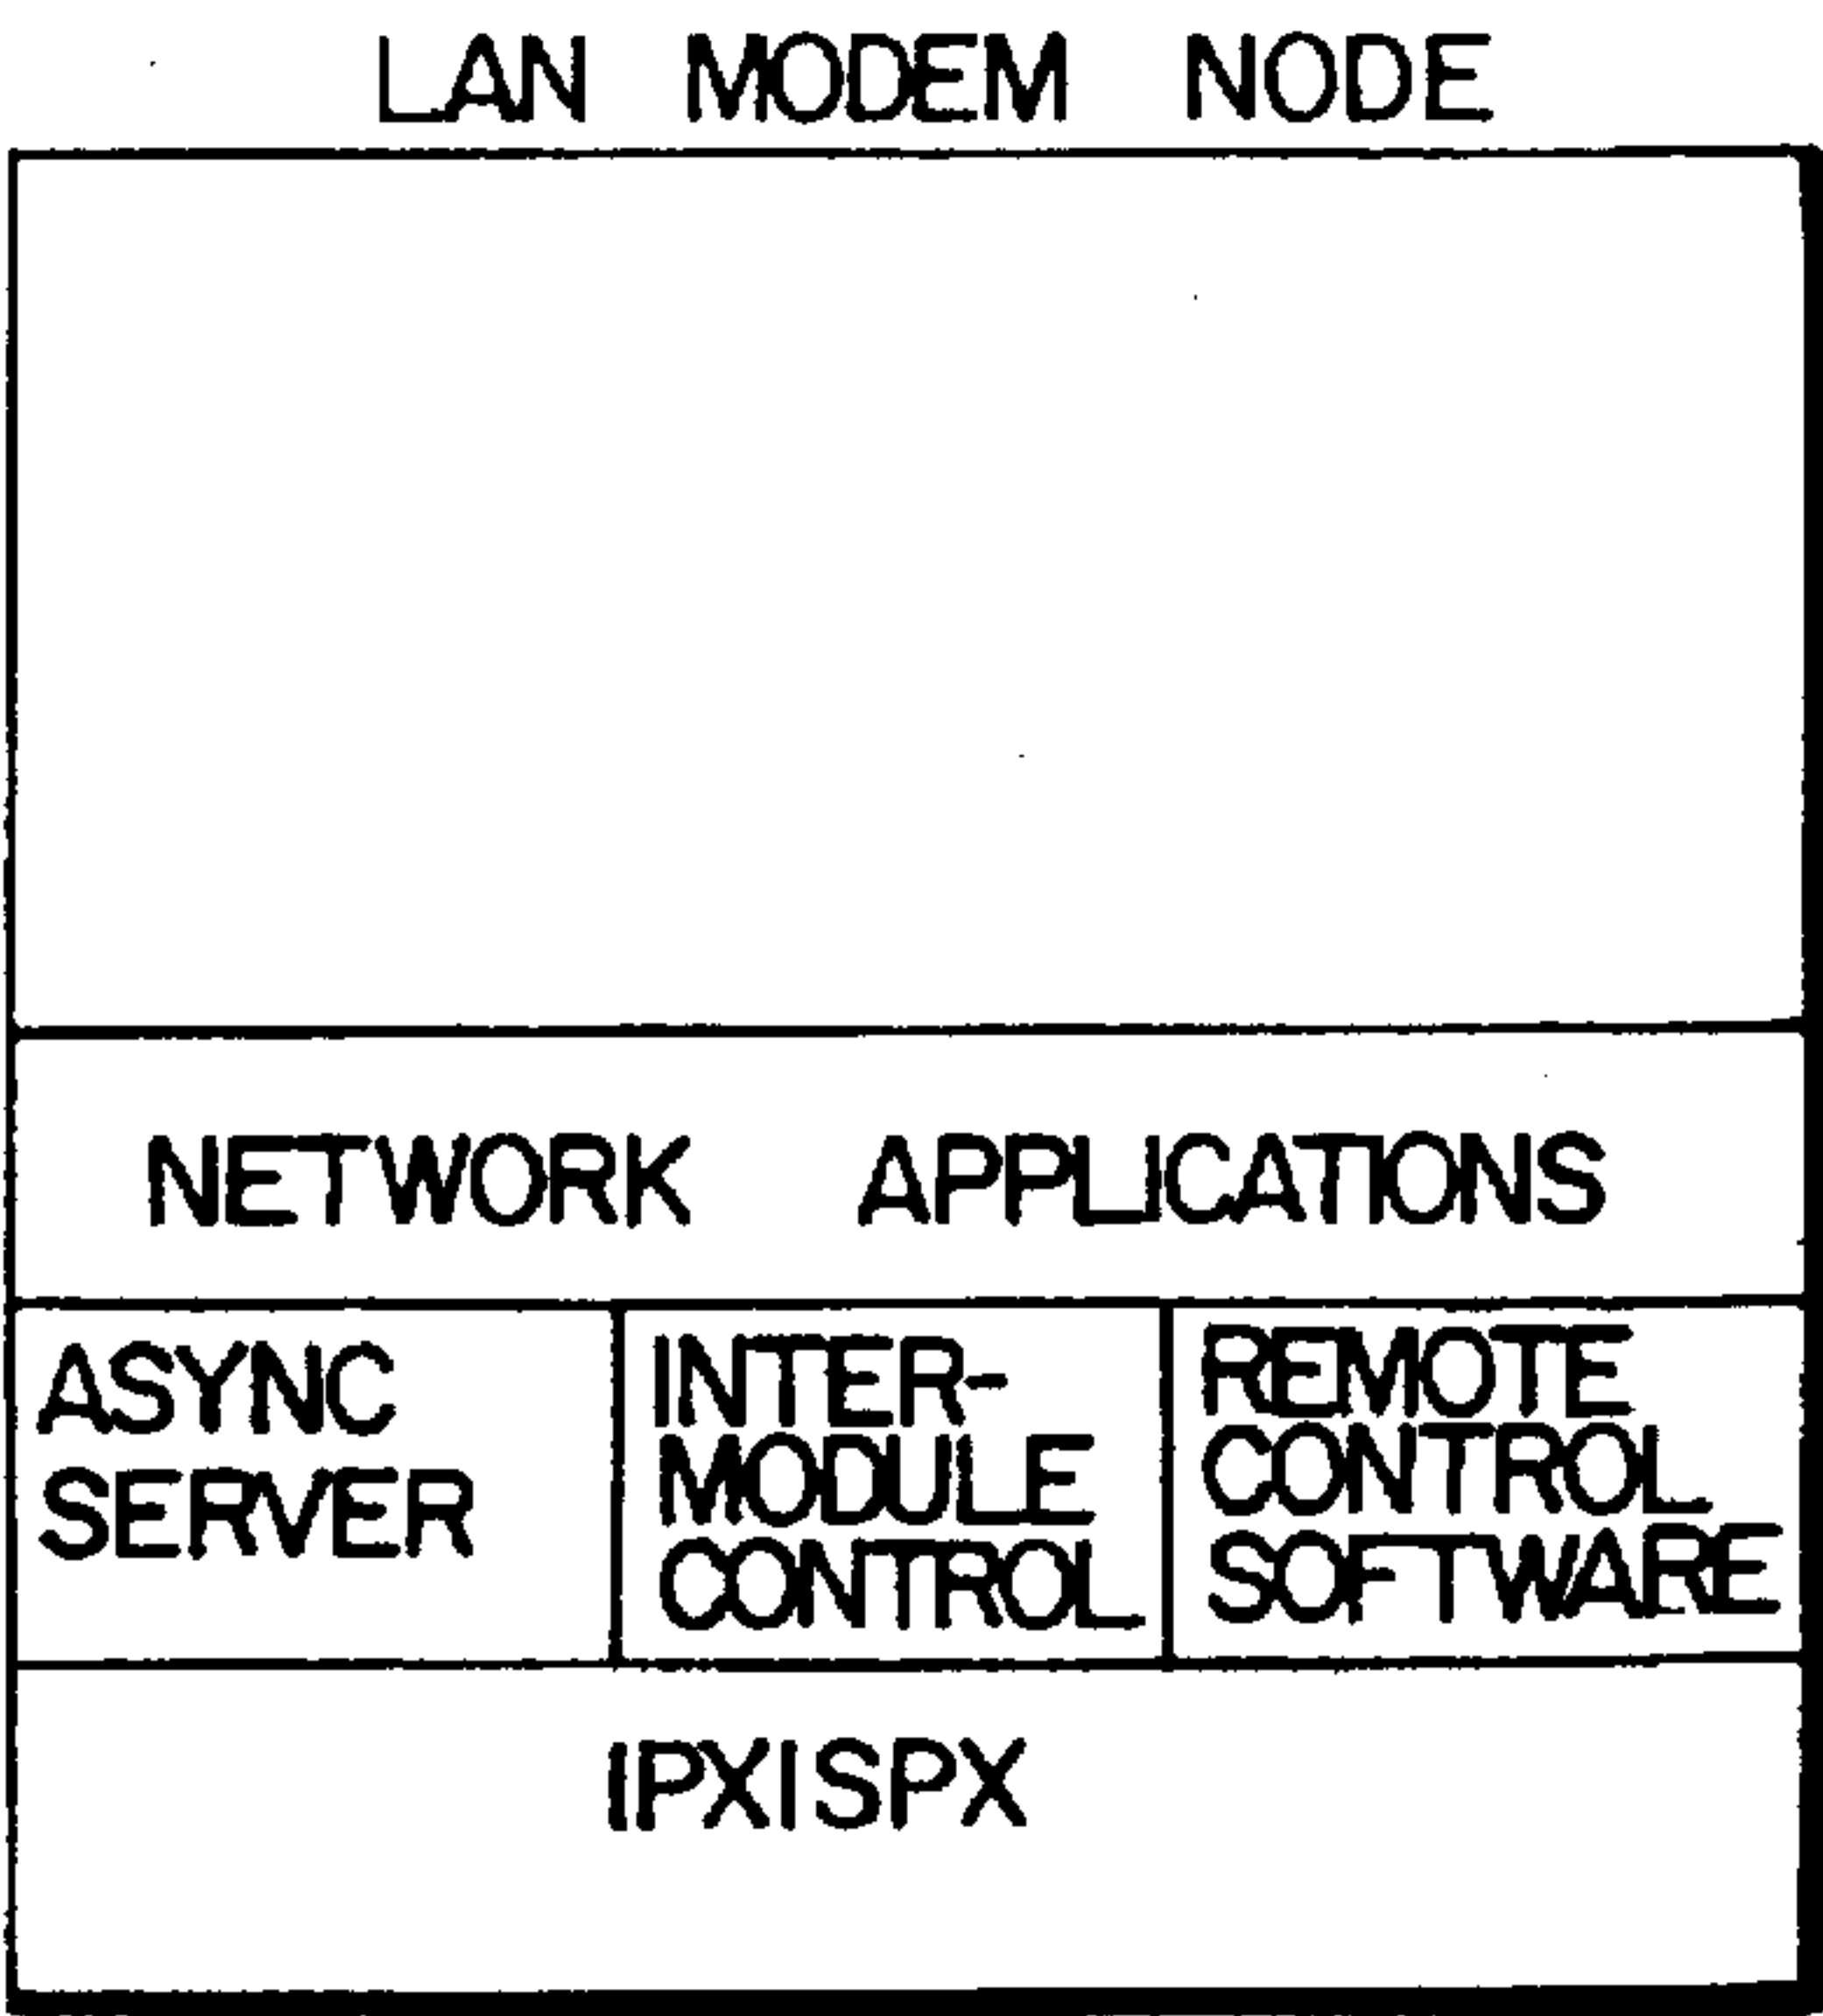 LAN MODEM NODE
NETWORK APPLICATIONS
ASYNC
SERVER
INTER-
MODULE
CONTROL
REMOTE
CONTROL
SOFTWARE
IPXISPX